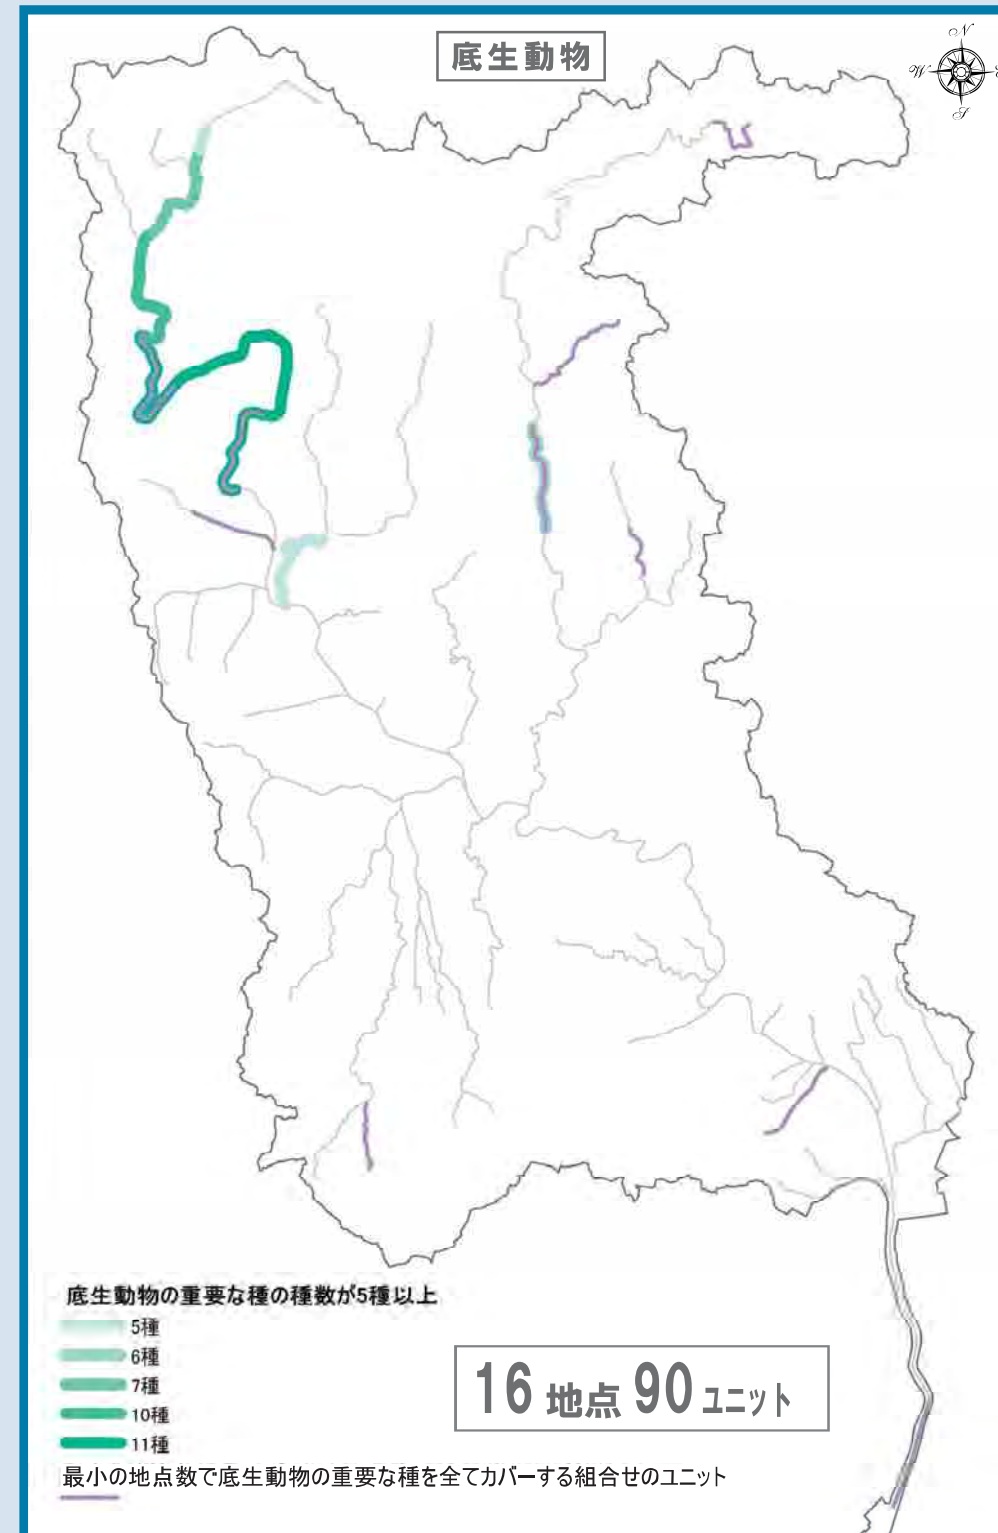 底生動物
N
W
S
底生動物の重要な種の種数が5種以上
5種
6種
7種
10種
11種
16 地点 90 ユニット
最小の地点数で底生動物の重要な種を全てカバーする組合せのユニット